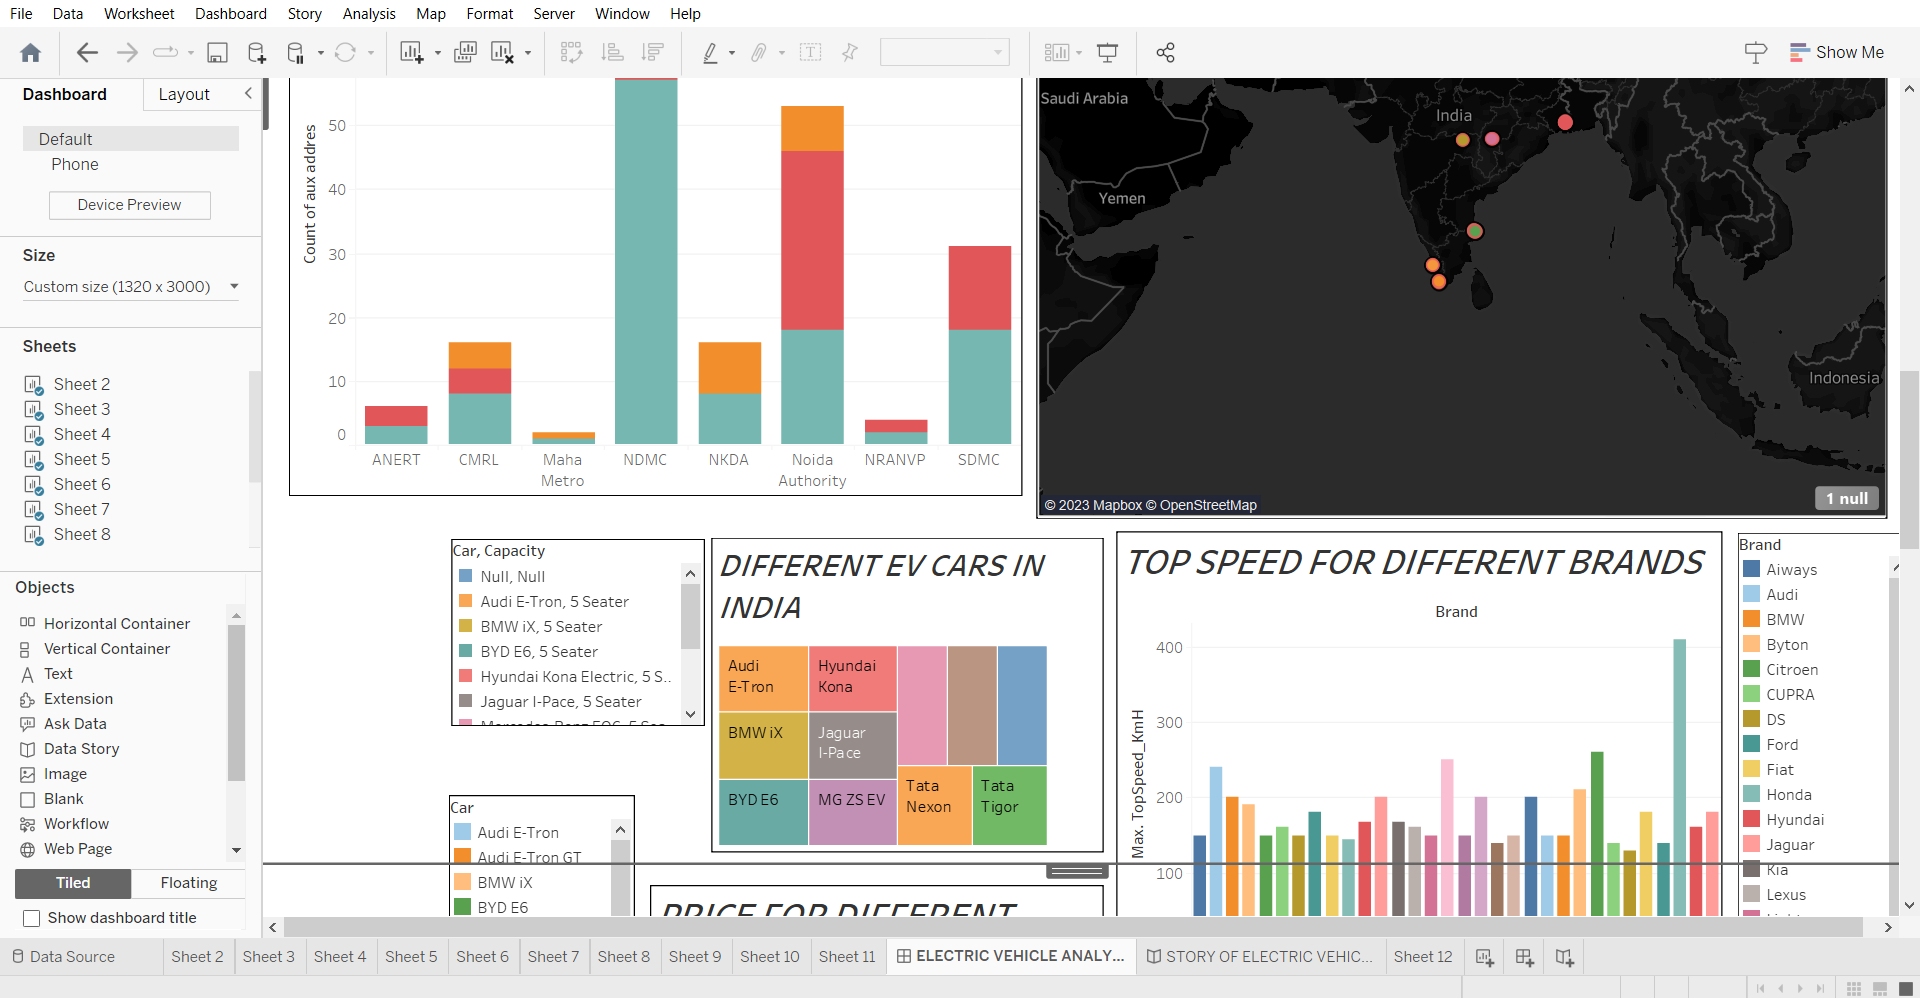 File Data Worksheet Dashboard Story Analysis Map Format Server Window Help
Show Me
Dashboard Layout
Default
Phone
Device Preview
Size
Custom size (1320 x 3000)
Sheets
Sheet 2
Sheet 3
Sheet 4
Sheet 5
Sheet 6
Sheet 7
Sheet 8
Objects
Horizontal Container
Vertical Container
Text
Extension
Ask Data
Data Story
Image
Blank
Workflow
Web Page
Tiled Floating
Show dashboard title
Count of aux addres
50
40
30
20
10
0
ANERT CMRL Maha Metro NDMC NKDA Noida Authority NRANVP SDMC
Saudi Arabia
India
Yemen
Indonesia
© 2023 Mapbox © OpenStreetMap
1 null
Car, Capacity
Null, Null
Audi E-Tron, 5 Seater
BMW iX, 5 Seater
BYD E6, 5 Seater
Hyundai Kona Electric, 5 S..
Jaguar I-Pace, 5 Seater
Car
Audi E-Tron
Audi E-Tron GT
BMW iX
BYD E6
DIFFERENT EV CARS IN
INDIA
Audi
E-Tron
Hyundai
Kona
BMW iX
Jaguar
I-Pace
BYD E6
MG ZS EV
Tata
Nexon
Tata
Tigor
PRICE FOR DIFFERENT
TOP SPEED FOR DIFFERENT BRANDS
Brand
Max. TopSpeed_KmH
400
300
200
100
Brand
Aiways
Audi
BMW
Byton
Citroen
CUPRA
DS
Ford
Fiat
Honda
Hyundai
Jaguar
Kia
Lexus
Data Source Sheet 2 Sheet 3 Sheet 4 Sheet 5 Sheet 6 Sheet 7 Sheet 8 Sheet 9 Sheet 10 Sheet 11 ELECTRIC VEHICLE ANALY... STORY OF ELECTRIC VEHIC... Sheet 12